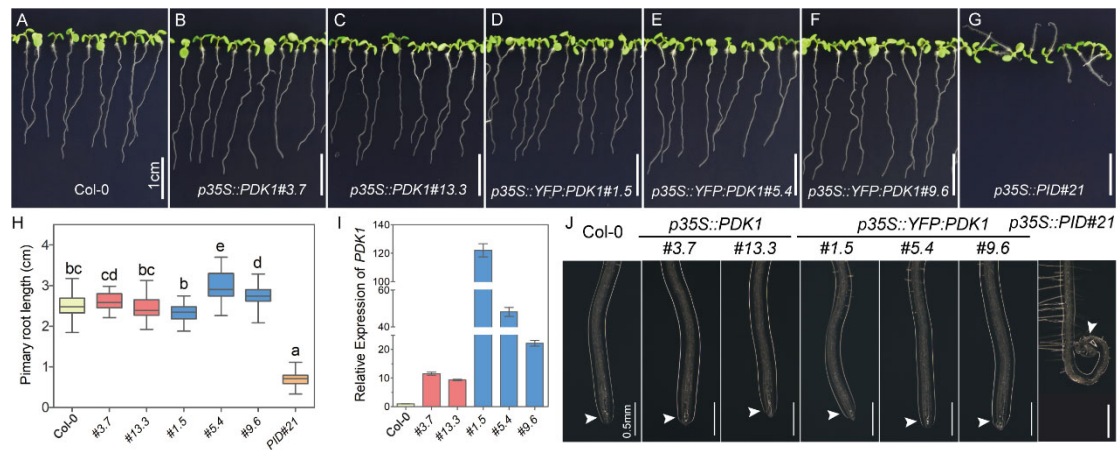 A B C D E F G
Col-0 p35S::PDK1#3.7 p35S::PDK1#13.3 p35S::YFP:PDK1#1.5 p35S::YFP:PDK1#5.4 p35S::YFP:PDK1#9.6 p35S::PID#21
1cm
H
Pimary root length (cm)
4
3
2
1
0
bc cd bc b e d a
Col-0 #3.7 #13.3 #1.5 #5.4 #9.6 PID#21
I
Relative Expression of PDK1
120
100
60
40
20
10
0
Col-0 #3.7 #13.3 #1.5 #5.4 #9.6
J
Col-0 p35S::PDK1 p35S::YFP:PDK1 p35S::PID#21
#3.7 #13.3 #1.5 #5.4 #9.6
0.5mm